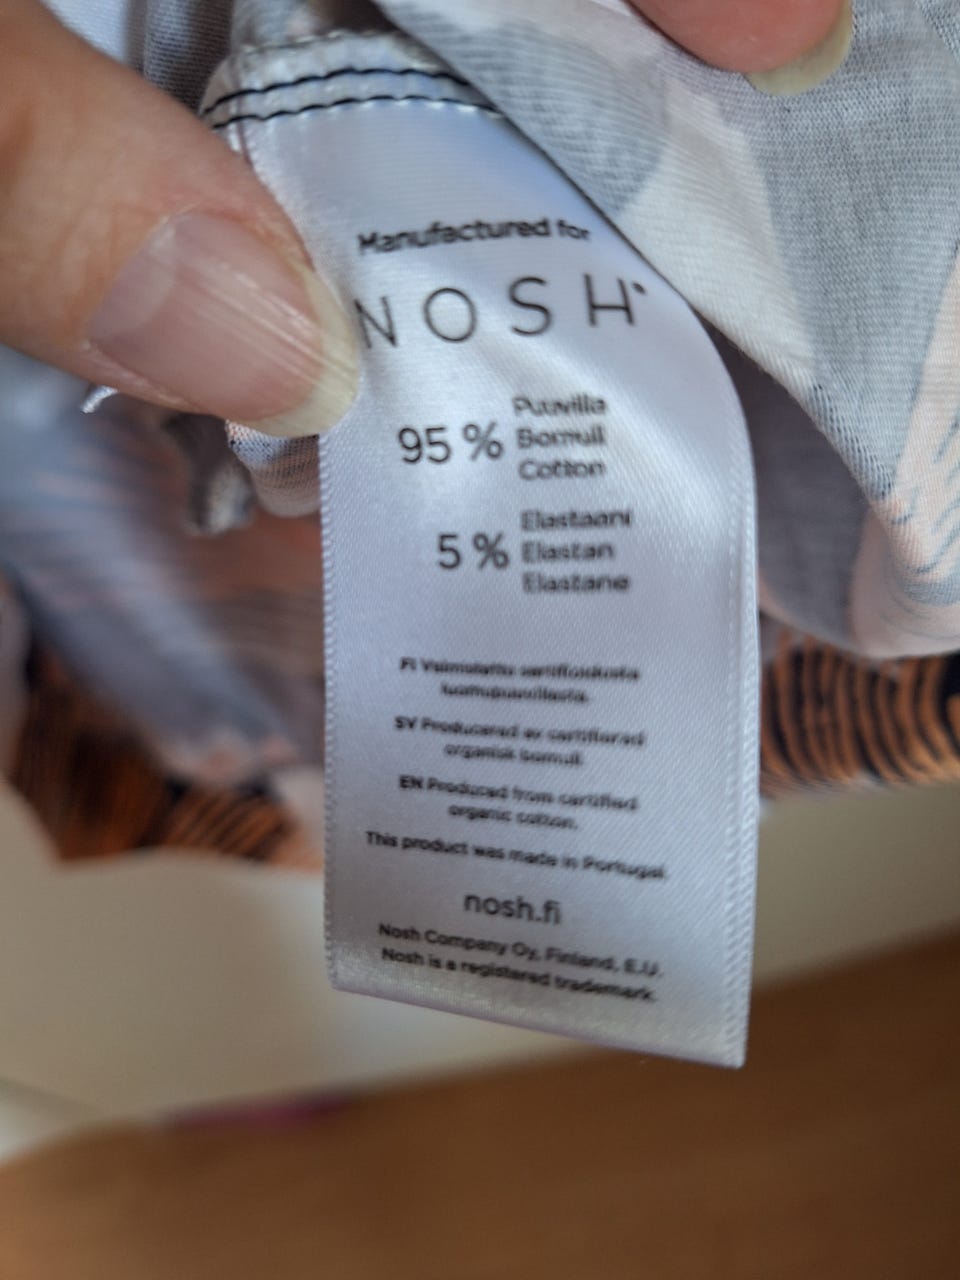 Manufactured for
NOSH
95 % Puuvilla
Bomull
Cotton
5 % Elastaani
Elastan
Elastane
FI Valmistettu sertifioidusta
luomupuuvillasta.
SV Producerad av certifierad
organisk bomull.
EN Produced from certified
organic cotton.
This product was made in Portugal.
nosh.fi
Nosh Company Oy, Finland, E.U.
Nosh is a registered trademark.